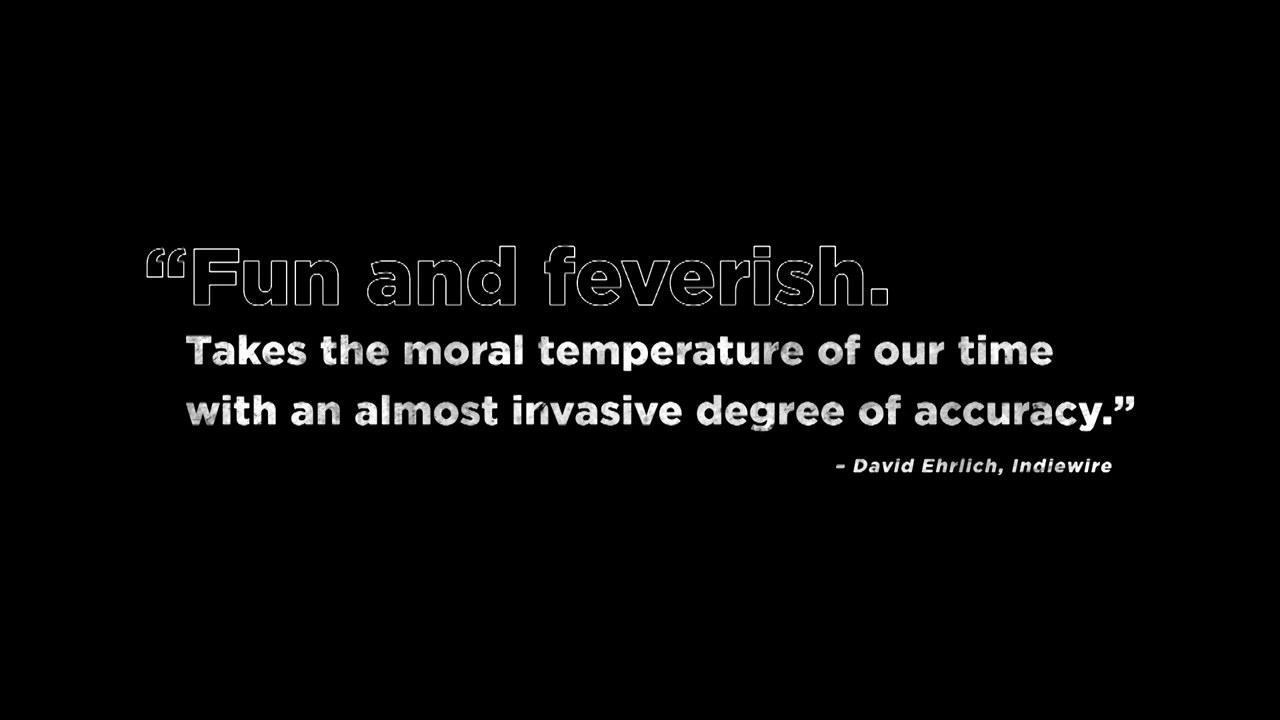 “Fun and feverish.
Takes the moral temperature of our time
with an almost invasive degree of accuracy.”
– David Ehrlich, Indiewire